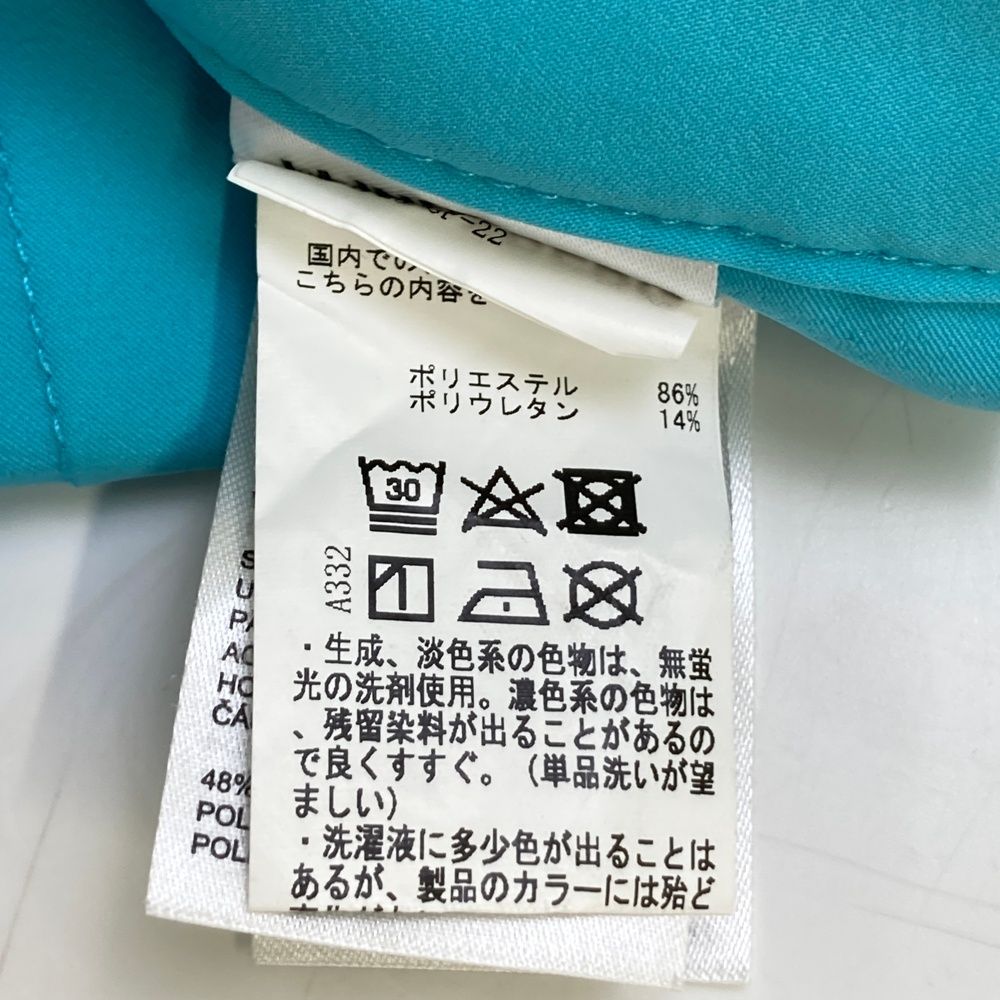 -22
国内での
こちらの内容を
ポリエステル 86%
ポリウレタン 14%
30
A332
・生成、淡色系の色物は、無蛍
光の洗剤使用。濃色系の色物は
、残留染料が出ることがあるの
で良くすすぐ。（単品洗いが望
ましい）
・洗濯液に多少色が出ることは
あるが、製品のカラーには殆ど
S
U
PA
AC
HO
CA
48%
POL
POL